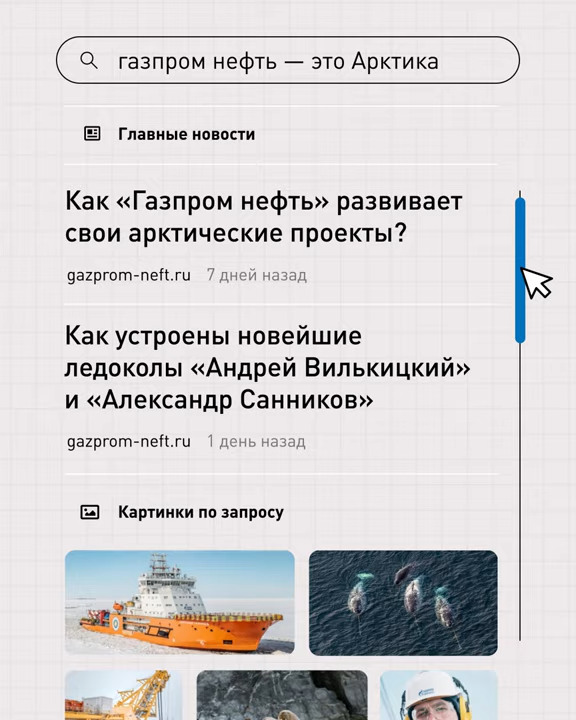 газпром нефть — это Арктика
Главные новости
Как «Газпром нефть» развивает
свои арктические проекты?
gazprom-neft.ru 7 дней назад
Как устроены новейшие
ледоколы «Андрей Вилькицкий»
и «Александр Санников»
gazprom-neft.ru 1 день назад
Картинки по запросу